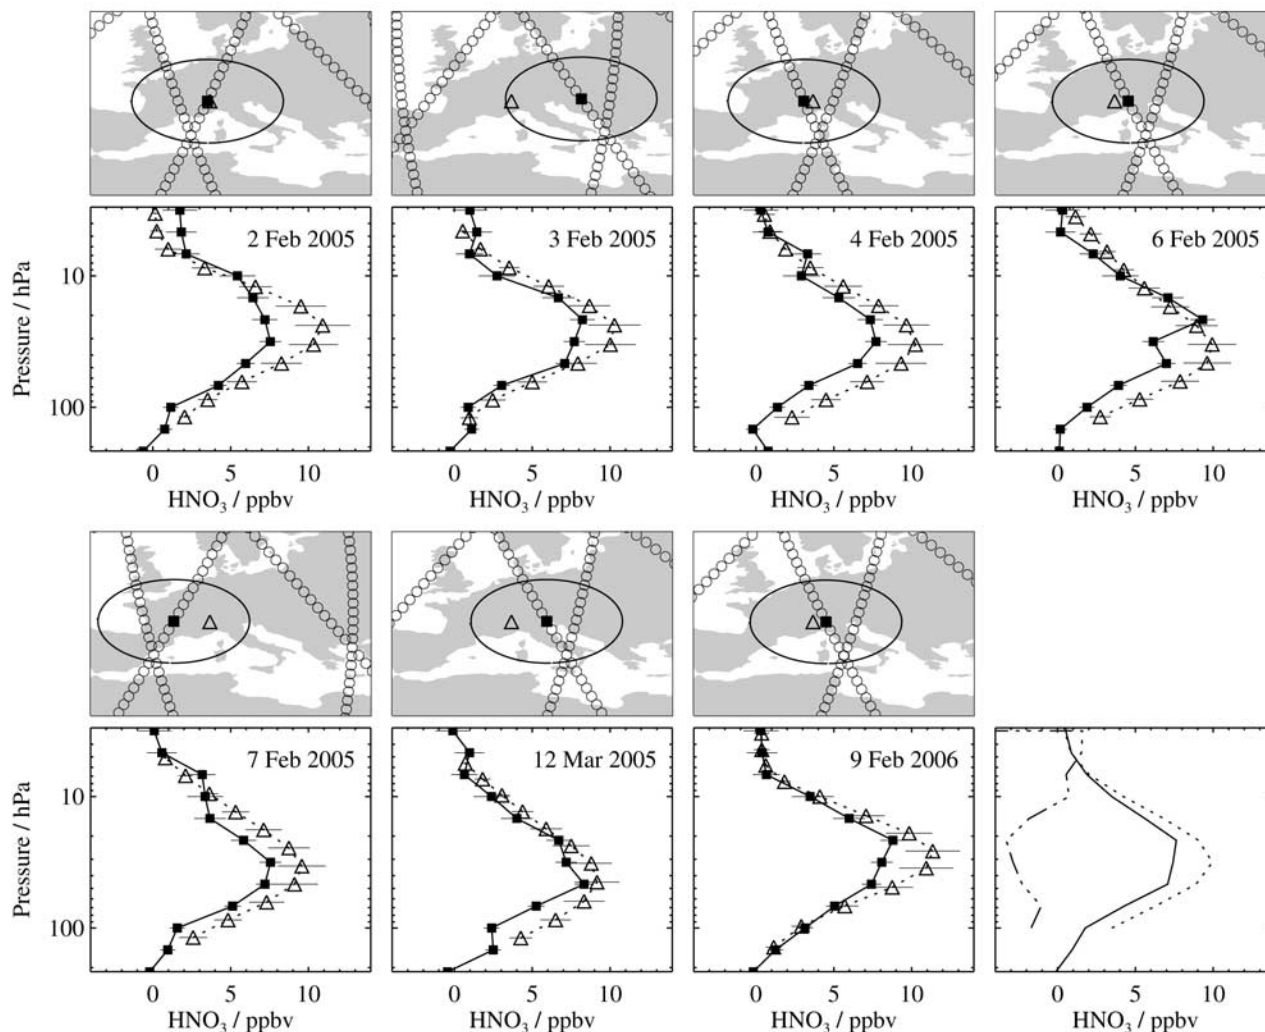 2 Feb 2005
3 Feb 2005
4 Feb 2005
6 Feb 2005
Pressure / hPa
10
100
0 5 10
0 5 10
0 5 10
0 5 10
HNO₃ / ppbv
HNO₃ / ppbv
HNO₃ / ppbv
HNO₃ / ppbv
7 Feb 2005
12 Mar 2005
9 Feb 2006
Pressure / hPa
10
100
0 5 10
0 5 10
0 5 10
0 5 10
HNO₃ / ppbv
HNO₃ / ppbv
HNO₃ / ppbv
HNO₃ / ppbv